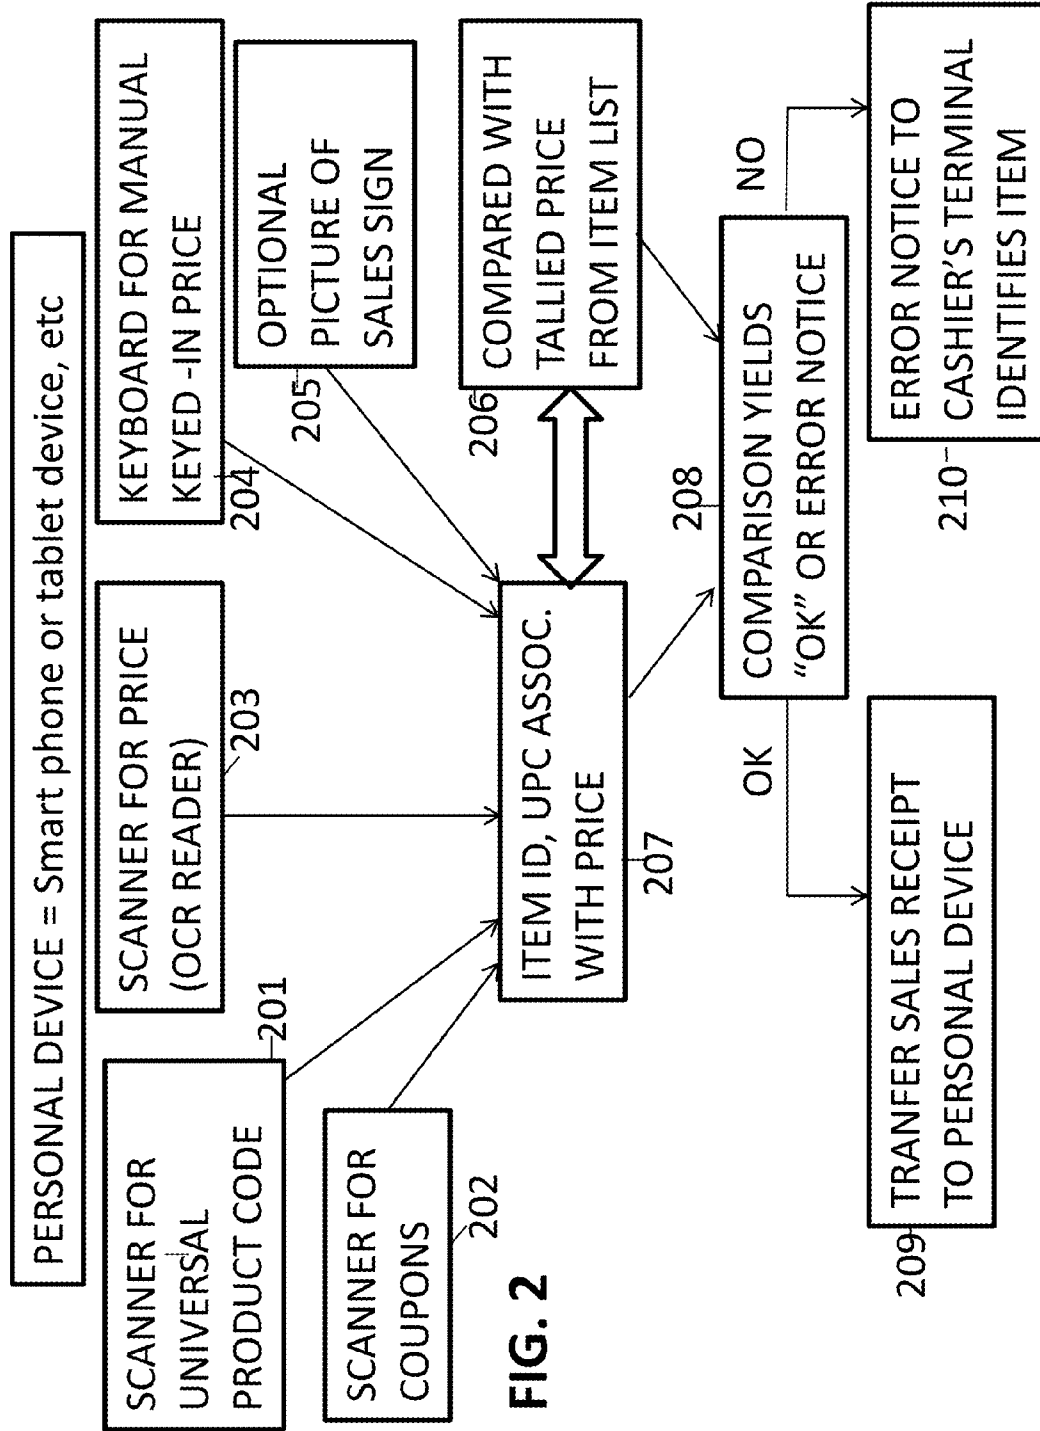 PERSONAL DEVICE = Smart phone or tablet device, etc
SCANNER FOR
UNIVERSAL
PRODUCT CODE
201
SCANNER FOR PRICE
(OCR READER)
203
KEYBOARD FOR MANUAL
KEYED -IN PRICE
204
SCANNER FOR
COUPONS
202
OPTIONAL
PICTURE OF
SALES SIGN
205
ITEM ID, UPC ASSOC.
WITH PRICE
207
COMPARED WITH
TALLIED PRICE
FROM ITEM LIST
206
FIG. 2
208
COMPARISON YIELDS
“OK” OR ERROR NOTICE
OK
NO
TRANFER SALES RECEIPT
TO PERSONAL DEVICE
209
ERROR NOTICE TO
CASHER’S TERMINAL
IDENTIFIES ITEM
210